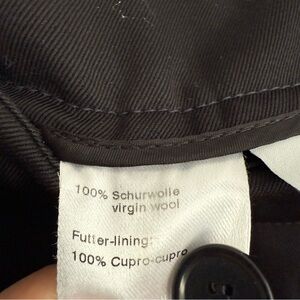 100% Schurwolle
virgin wool
Futter-lining:
100% Cupro-cupro